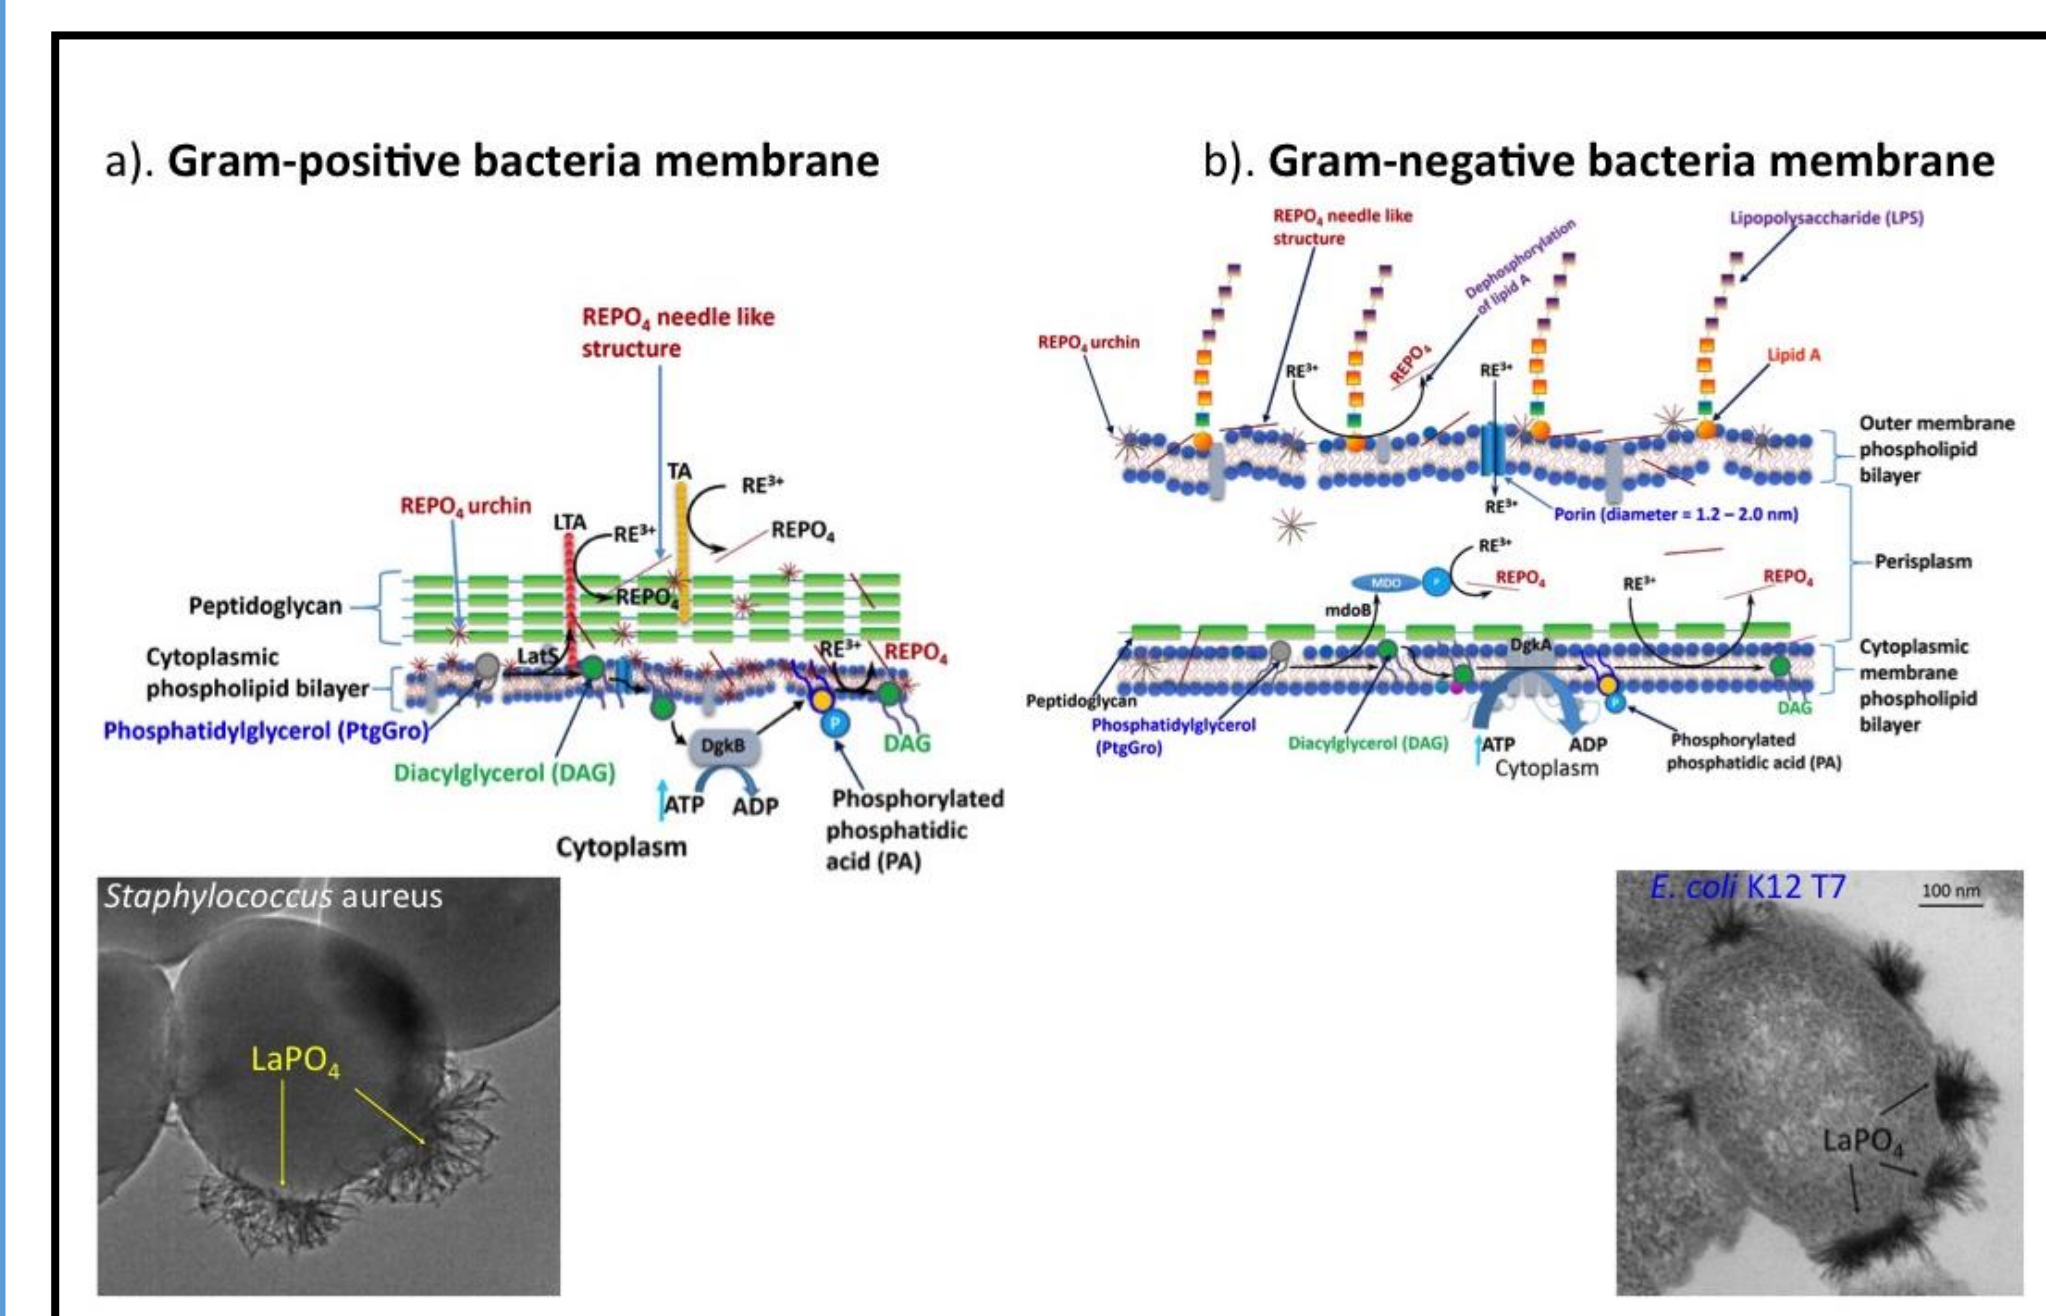 a). Gram-positive bacteria membrane
REPO₄ needle like
structure
TA
RE³⁺
REPO₄ urchin
LTA
RE³⁺
REPO₄
REPO₄
Peptidoglycan
Cytoplasmic
phospholipid bilayer
LatS
RE³⁺
REPO₄
Phosphatidylglycerol (PtgGro)
P
DgkB
DAG
Diacylglycerol (DAG)
ATP
ADP
Phosphorylated
phosphatidic
acid (PA)
Cytoplasm
Staphylococcus aureus
LaPO₄
b). Gram-negative bacteria membrane
REPO₄ needle like
structure
Dephosphorylation
of lipid A
Lipopolysaccharide (LPS)
REPO₄ urchin
RE³⁺
REPO₄
RE³⁺
Lipid A
Outer membrane
phospholipid
bilayer
RE³⁺
Porin (diameter = 1.2 – 2.0 nm)
RE³⁺
Perisplasm
MDO
P
REPO₄
RE³⁺
REPO₄
mdoB
DgkA
Cytoplasmic
membrane
phospholipid
bilayer
Peptidoglycan
Phosphatidylglycerol
(PtgGro)
Diacylglycerol (DAG)
P
DAG
ATP
ADP
Cytoplasm
Phosphorylated
phosphatidic acid (PA)
E. coli K12 T7
100 nm
LaPO₄